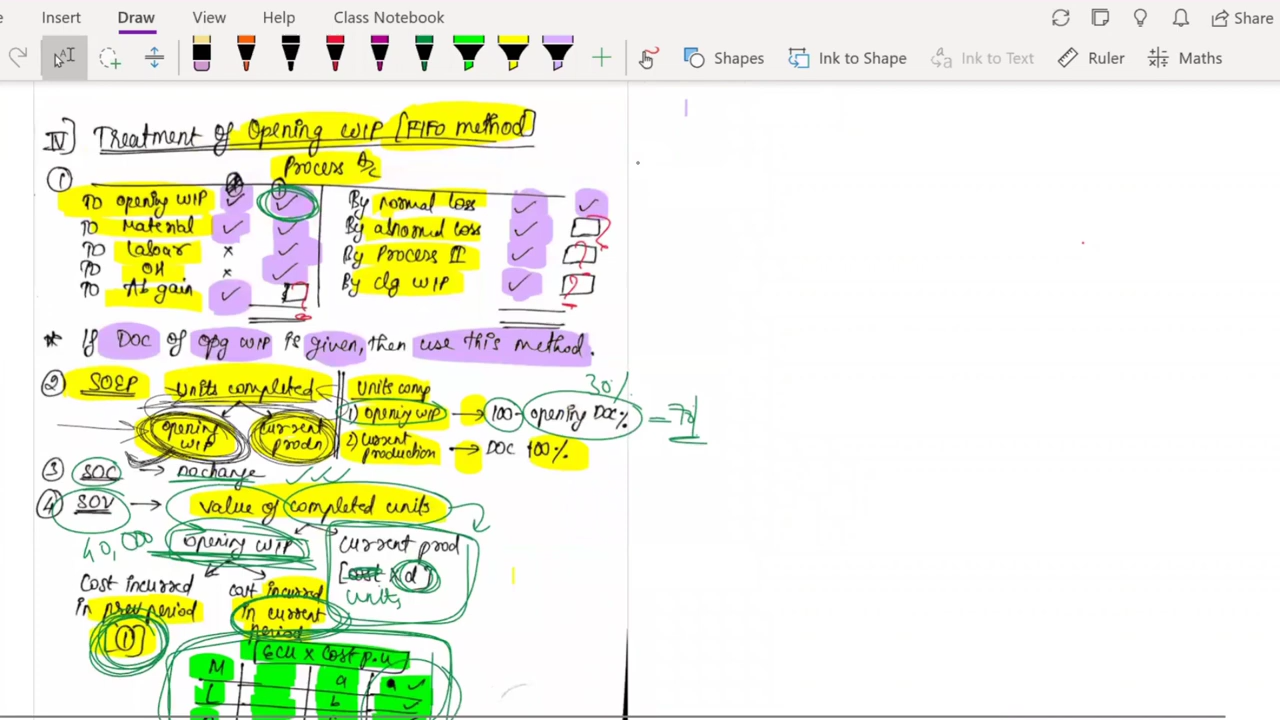 Insert Draw View Help Class Notebook Share
Shapes Ink to Shape Ink to Text Ruler Maths
IV] Treatment of Opening WIP [FIFO method]
Process A/c
①
To opening WIP By normal loss
To Material By abnormal loss
To Labour × By Process II
To OH × By clg WIP
To Ab gain
* If DOC of opg WIP is given, then use this method.
② SOEP Units completed Units comp
30%
opening WIP current prodn 1) opening WIP → 100 - opening DOC% = 70%
2) Current production → DOC 100%
③ SOC → No change
④ SOV → value of completed units
40,000 opening WIP current prod
[cost × d]
units
Cost incurred in prev period cost incurred in current period
[①]
ECU × Cost p.u
M a a
L b